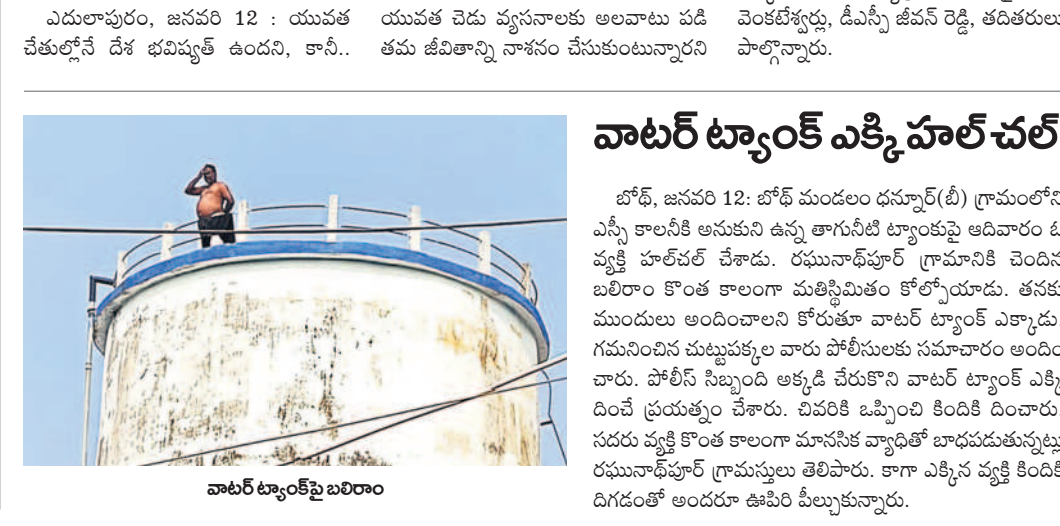 ఎదులాపురం, జనవరి 12 : యువత
చేతుల్లోనే దేశ భవిష్యత్ ఉందని, కానీ..
యువత చెడు వ్యసనాలకు అలవాటు పడి
తమ జీవితాన్ని నాశనం చేసుకుంటున్నారని
వెంకటేశ్వర్లు, డీఎస్పీ జీవన్ రెడ్డి, తదితరులు
పాల్గొన్నారు.
వాటర్ ట్యాంక్‌పై బలిరాం
వాటర్ ట్యాంక్ ఎక్కి హల్ చల్
బోథ్, జనవరి 12: బోథ్ మండలం ధన్నూర్(బీ) గ్రామంలోని
ఎస్సీ కాలనీకి అనుకుని ఉన్న తాగునీటి ట్యాంకుపై ఆదివారం ఓ
వ్యక్తి హల్‌చల్ చేశాడు. రఘునాథ్‌పూర్ గ్రామానికి చెందిన
బలిరాం కొంత కాలంగా మతిస్థిమితం కోల్పోయాడు. తనకు
ముందులు అందించాలని కోరుతూ వాటర్ ట్యాంక్ ఎక్కాడు.
గమనించిన చుట్టుపక్కల వారు పోలీసులకు సమాచారం అందిం
చారు. పోలీస్ సిబ్బంది అక్కడి చేరుకొని వాటర్ ట్యాంక్ ఎక్కి
దించే ప్రయత్నం చేశారు. చివరికి ఒప్పించి కిందికి దించారు.
సదరు వ్యక్తి కొంత కాలంగా మానసిక వ్యాధితో బాధపడుతున్నట్లు
రఘునాథ్‌పూర్ గ్రామస్తులు తెలిపారు. కాగా ఎక్కిన వ్యక్తి కిందికి
దిగడంతో అందరూ ఊపిరి పీల్చుకున్నారు.